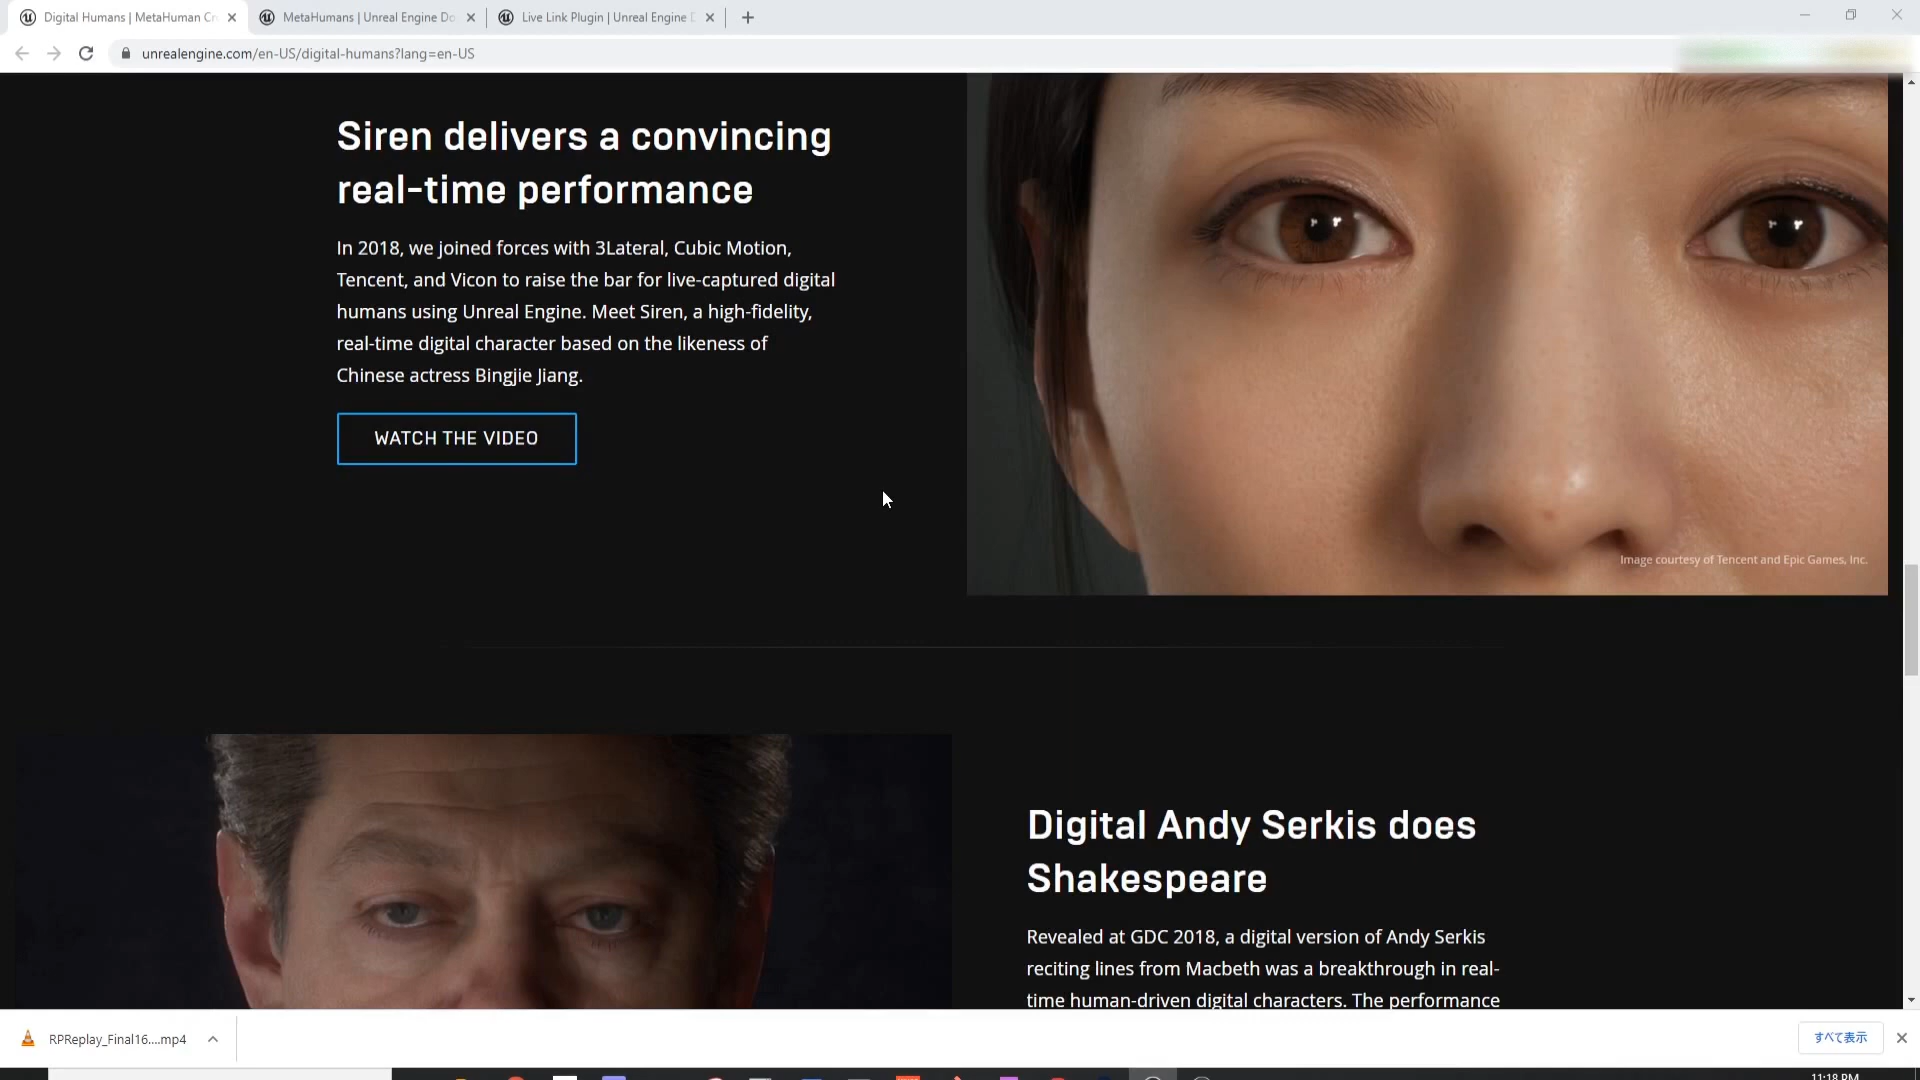 Digital Humans | MetaHuman Cr
MetaHumans | Unreal Engine Do
Live Link Plugin | Unreal Engine D
unrealengine.com/en-US/digital-humans?lang=en-US
Siren delivers a convincing
real-time performance
In 2018, we joined forces with 3Lateral, Cubic Motion,
Tencent, and Vicon to raise the bar for live-captured digital
humans using Unreal Engine. Meet Siren, a high-fidelity,
real-time digital character based on the likeness of
Chinese actress Bingjie Jiang.
WATCH THE VIDEO
Image courtesy of Tencent and Epic Games, Inc.
Digital Andy Serkis does
Shakespeare
Revealed at GDC 2018, a digital version of Andy Serkis
reciting lines from Macbeth was a breakthrough in real-
time human-driven digital characters. The performance
RPReplay_Final16....mp4
すべて表示
11:18 PM